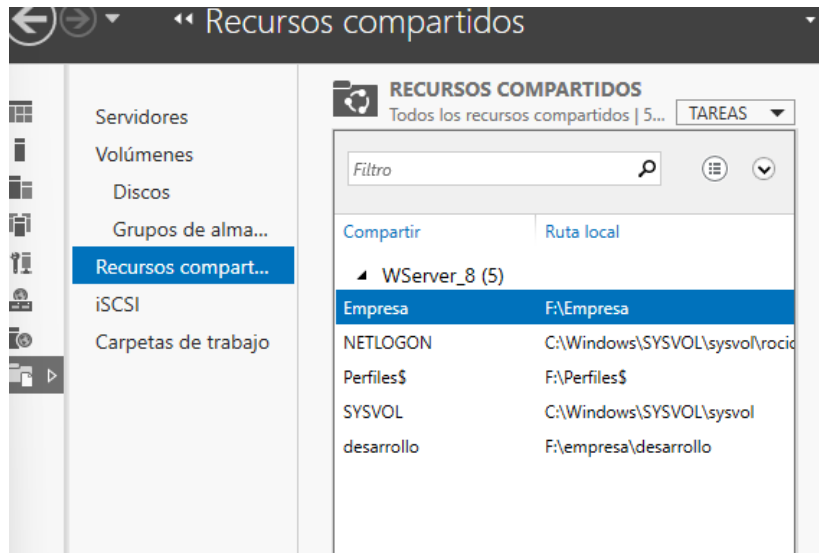 Recursos compartidos
Servidores
Volúmenes
Discos
Grupos de alma...
Recursos compart...
iSCSI
Carpetas de trabajo
RECURSOS COMPARTIDOS
Todos los recursos compartidos | 5... TAREAS
Filtro
Compartir Ruta local
WServer_8 (5)
Empresa F:\Empresa
NETLOGON C:\Windows\SYSVOL\sysvol\rocio
Perfiles$ F:\Perfiles$
SYSVOL C:\Windows\SYSVOL\sysvol
desarrollo F:\empresa\desarrollo